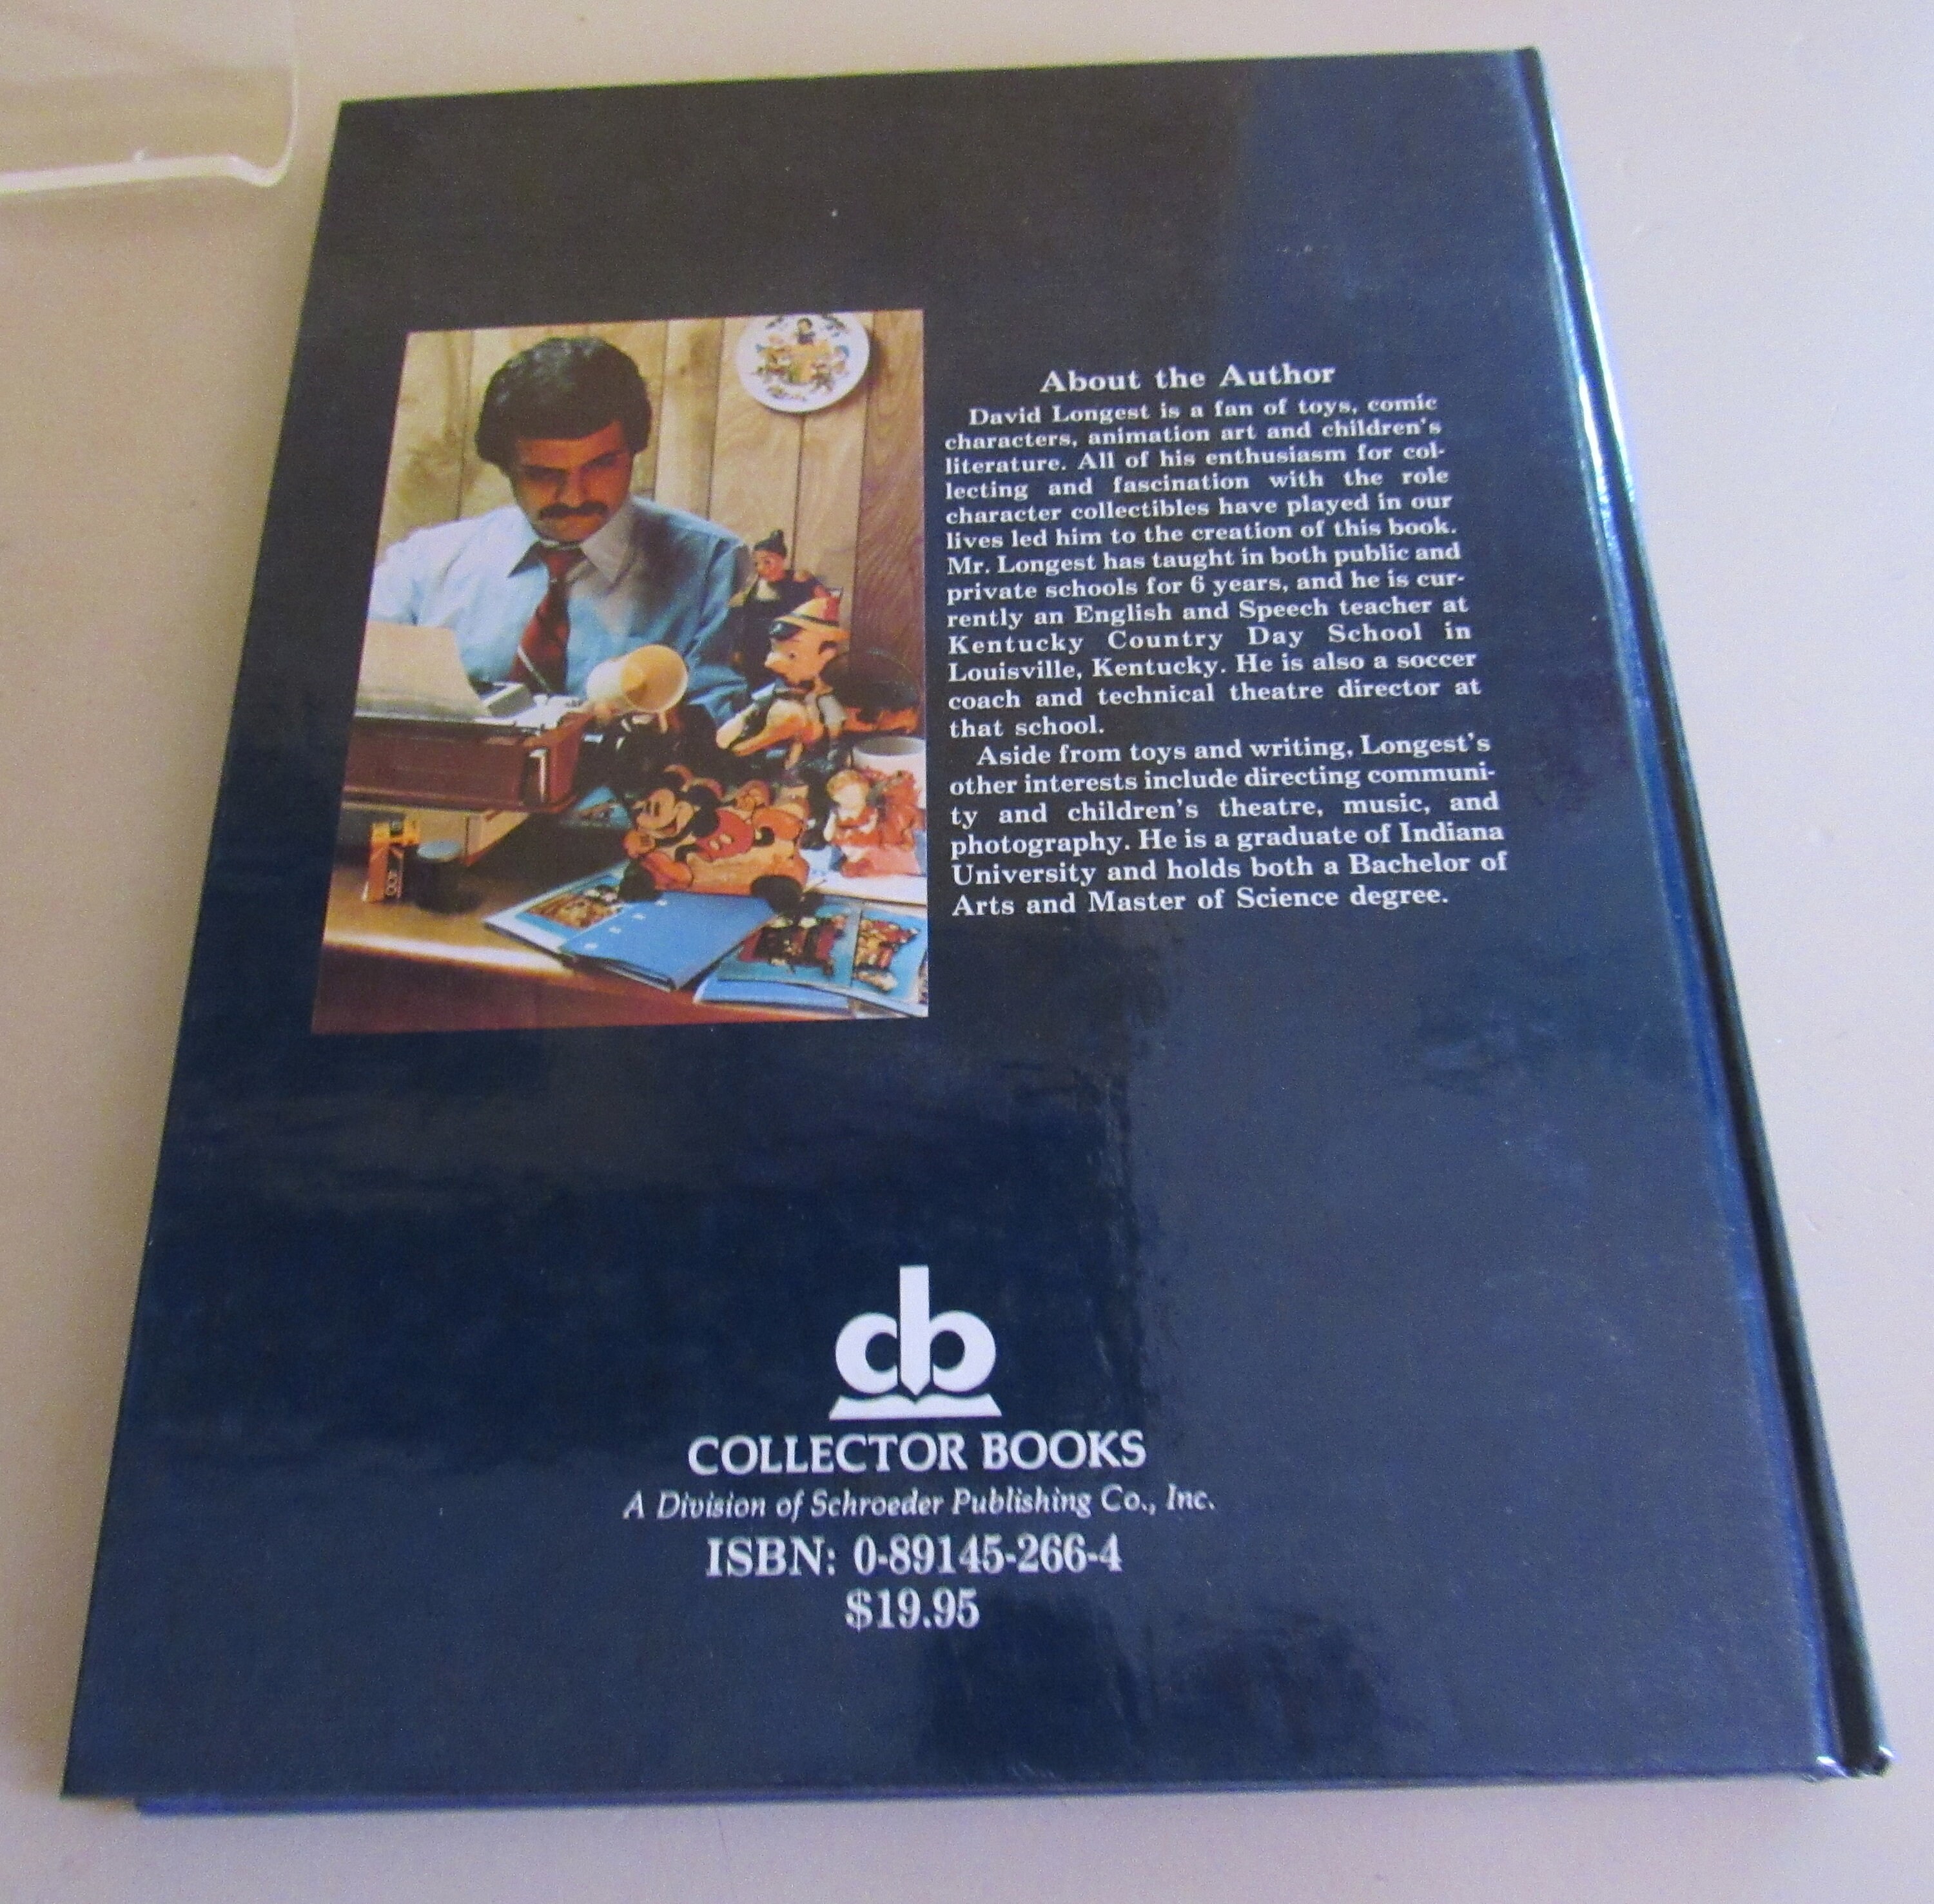 About the Author
David Longest is a fan of toys, comic
characters, animation art and children's
literature. All of his enthusiasm for col-
lecting and fascination with the role
character collectibles have played in our
lives led him to the creation of this book.
Mr. Longest has taught in both public and
private schools for 6 years, and he is cur-
rently an English and Speech teacher at
Kentucky Country Day School in
Louisville, Kentucky. He is also a soccer
coach and technical theatre director at
that school.
Aside from toys and writing, Longest's
other interests include directing communi-
ty and children's theatre, music, and
photography. He is a graduate of Indiana
University and holds both a Bachelor of
Arts and Master of Science degree.
400
cb
COLLECTOR BOOKS
A Division of Schroeder Publishing Co., Inc.
ISBN: 0-89145-266-4
$19.95